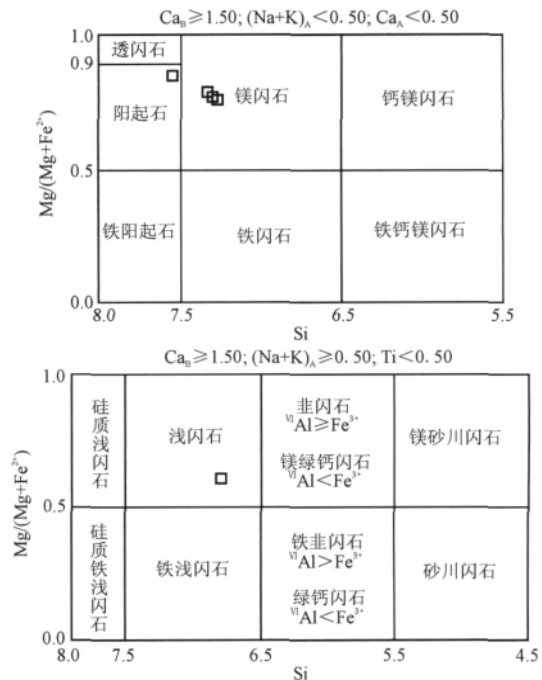 Ca_B≥1.50; (Na+K)_A<0.50; Ca_A<0.50
1.0
0.9
0.5
0.0
Mg/(Mg+Fe²⁺)
透闪石
阳起石
镁闪石
钙镁闪石
铁阳起石
铁闪石
铁钙镁闪石
8.0
7.5
6.5
5.5
Si
Ca_B≥1.50; (Na+K)_A≥0.50; Ti<0.50
1.0
0.5
0.0
Mg/(Mg+Fe²⁺)
硅质浅闪石
浅闪石
韭闪石
ⱽᴵAl≥Fe³⁺
镁绿钙闪石
ⱽᴵAl<Fe³⁺
镁砂川闪石
硅质铁浅闪石
铁浅闪石
铁韭闪石
ⱽᴵAl>Fe³⁺
绿钙闪石
ⱽᴵAl<Fe³⁺
砂川闪石
8.0
7.5
6.5
5.5
4.5
Si